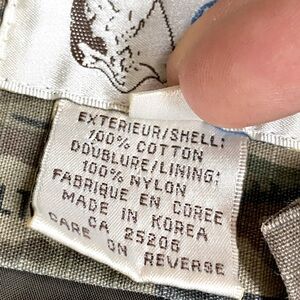 EXTERIEUR/SHELL:
100% COTTON
DOUBLURE/LINING:
100% NYLON
FABRIQUE EN COREE
MADE IN KOREA
CA 25206
CARE ON REVERSE